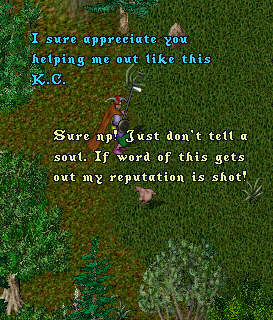 I sure appreciate you
helping me out like this
K.C.
Sure np! Just don't tell a
soul. If word of this gets
out my reputation is shot!